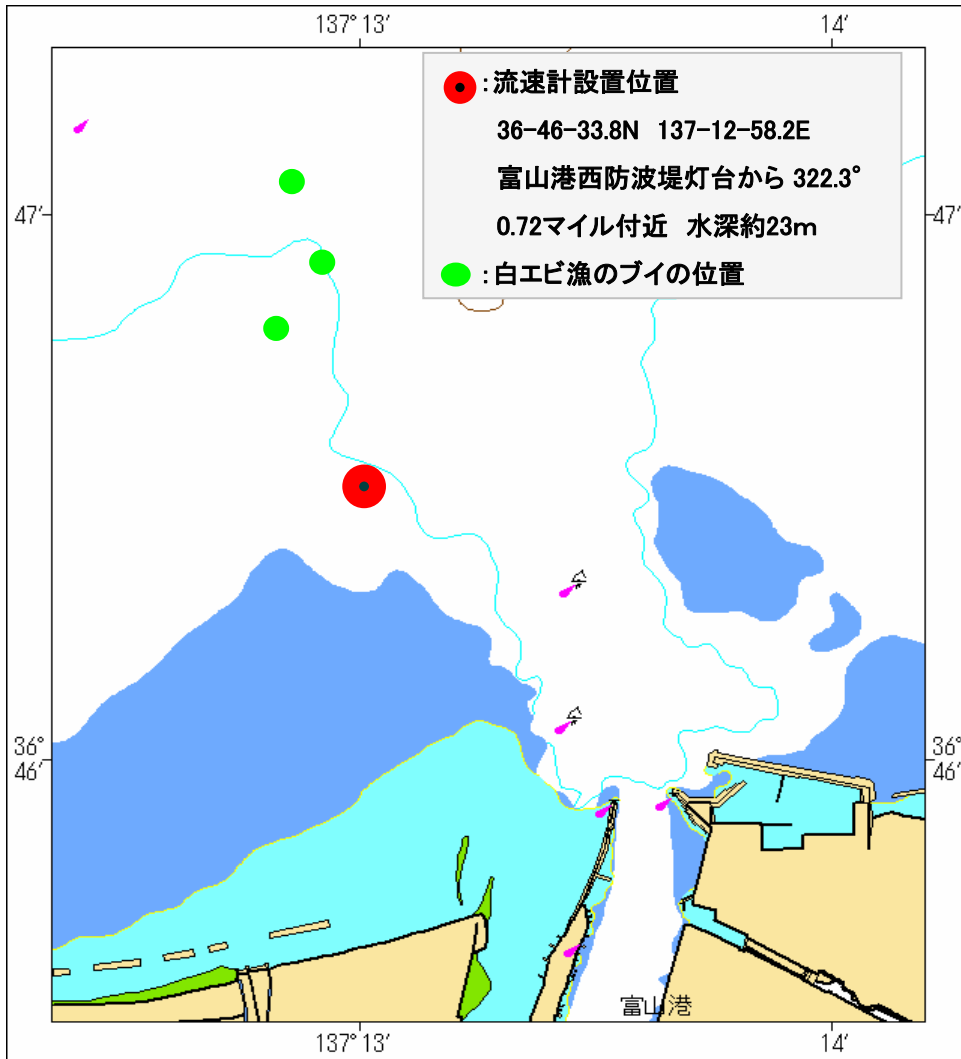 137° 13′ 14′
：流速計設置位置
36-46-33.8N 137-12-58.2E
富山港西防波堤灯台から 322.3°
0.72マイル付近 水深約23m
：白エビ漁のブイの位置
47′ 47′
36° 36°
46′ 46′
富山港
137° 13′ 14′